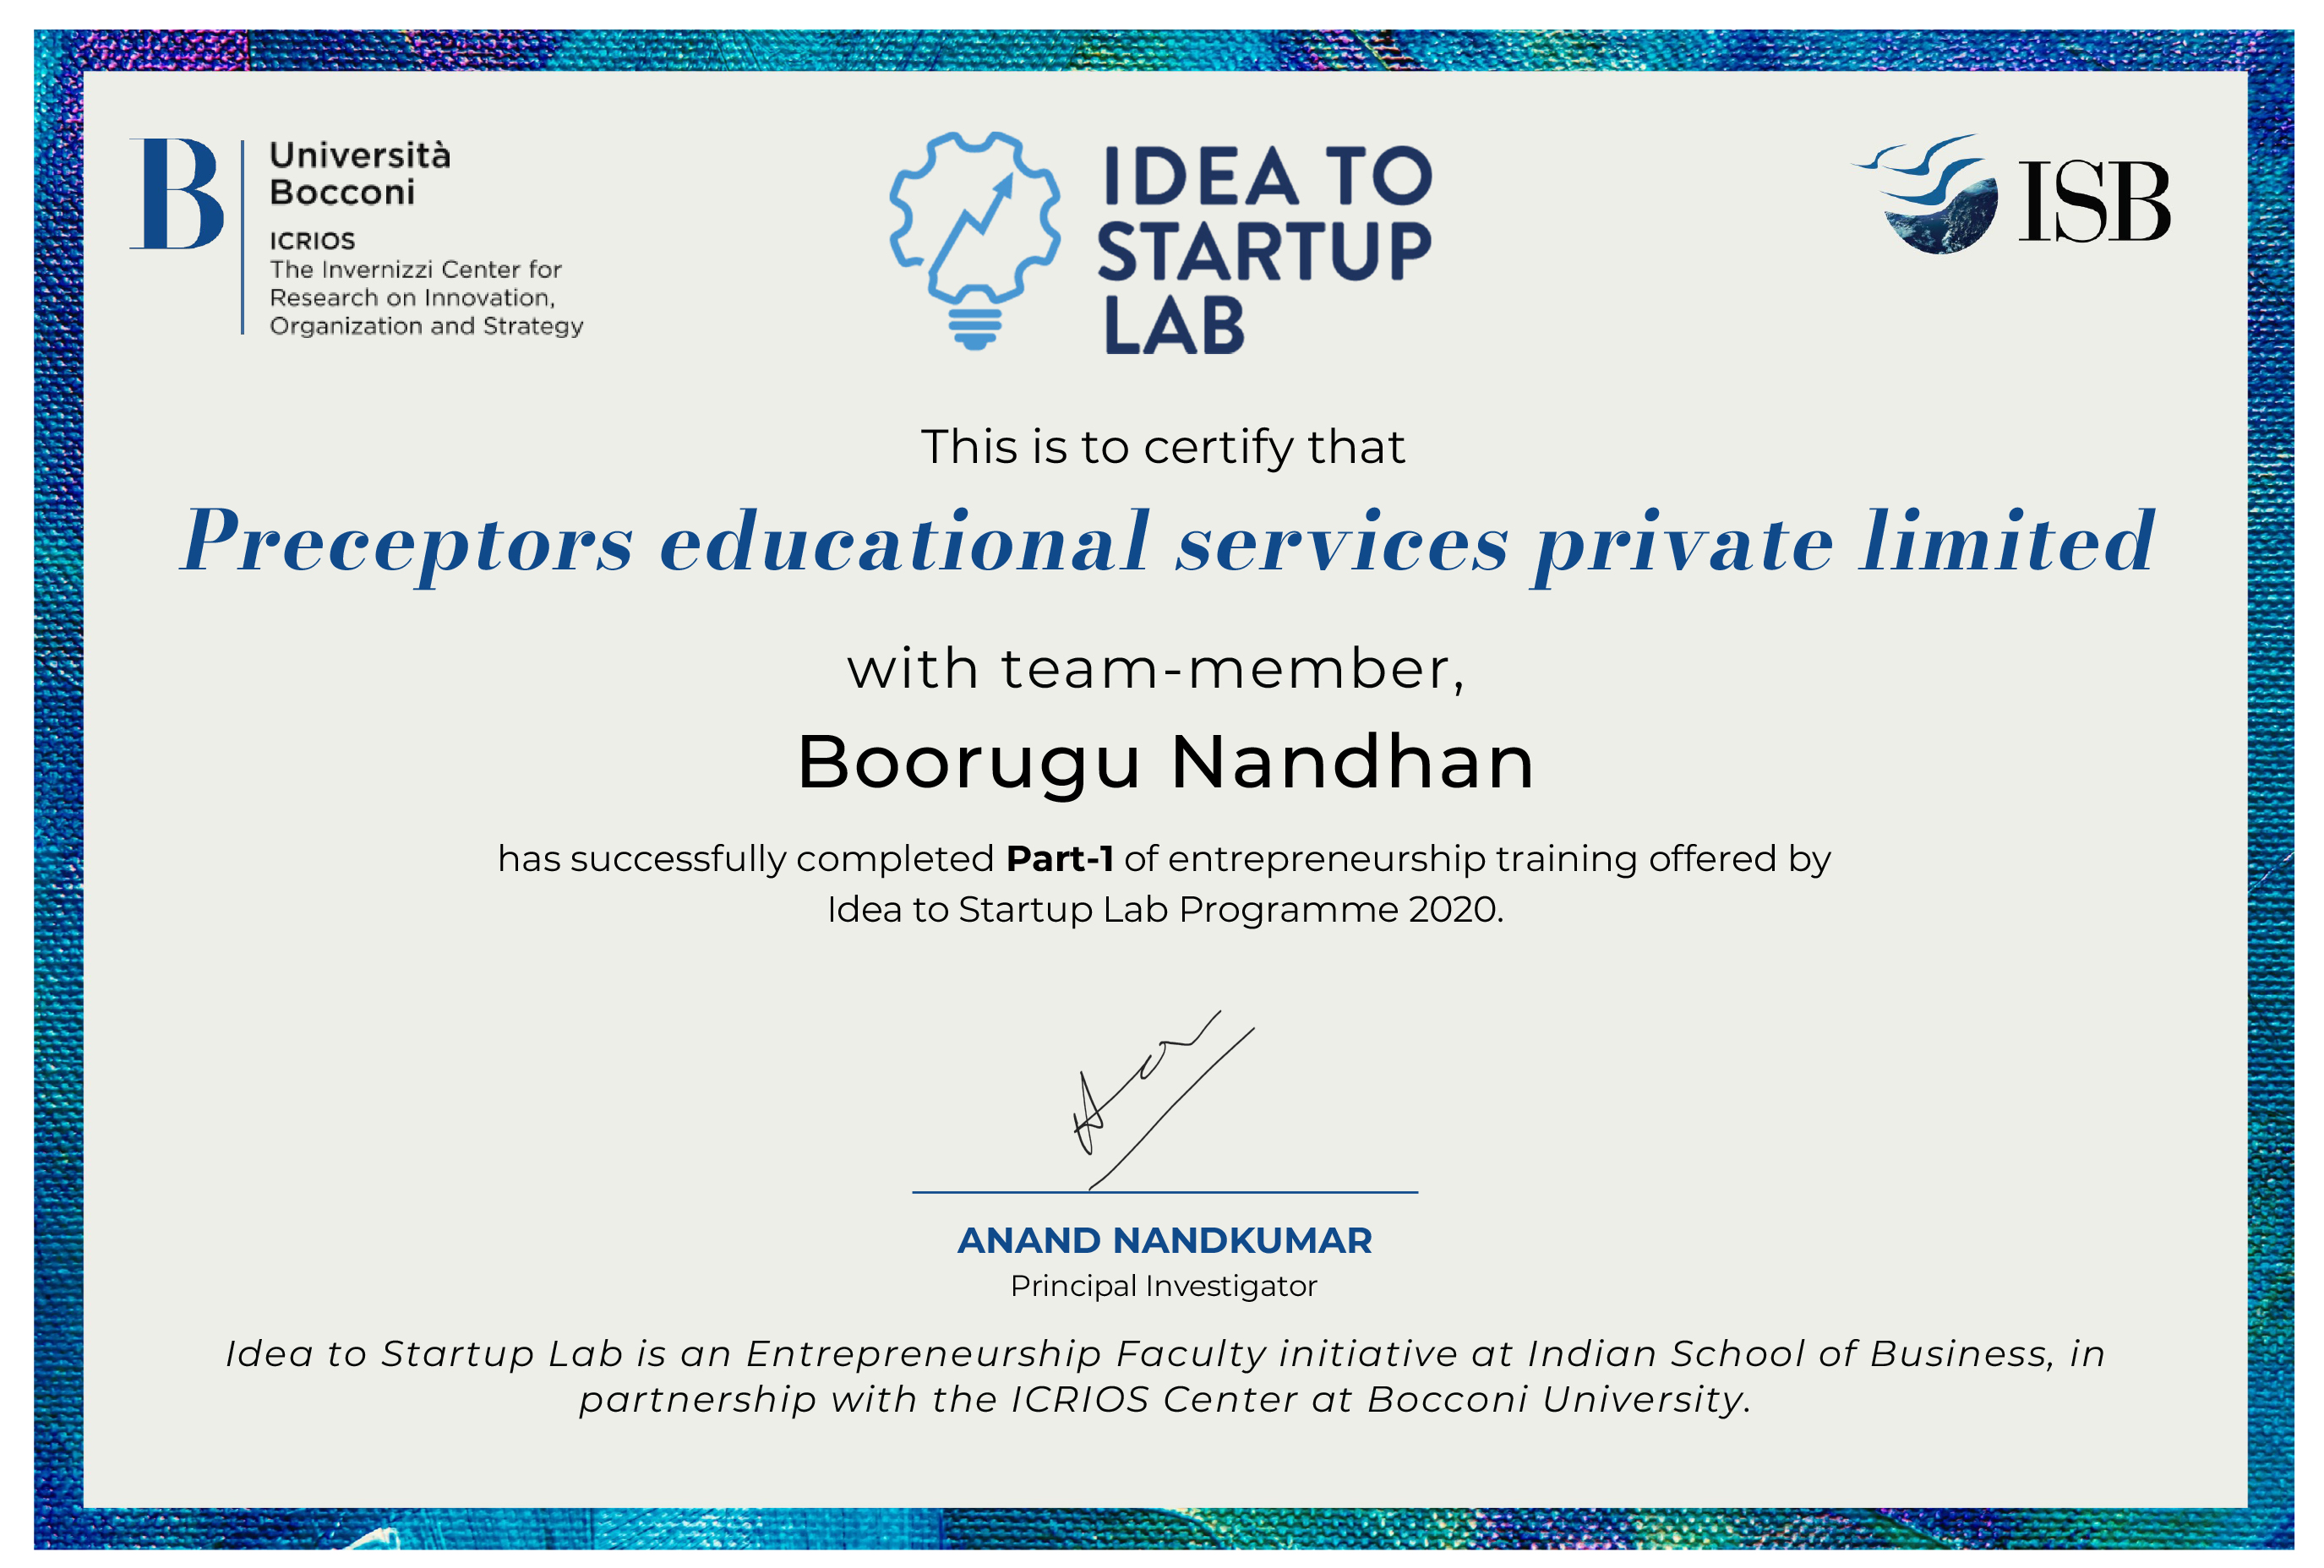 B
Università
Bocconi
ICRIOS
The Invernizzi Center for
Research on Innovation,
Organization and Strategy
IDEA TO
STARTUP
LAB
ISB
This is to certify that
Preceptors educational services private limited
with team-member,
Boorugu Nandhan
has successfully completed Part-1 of entrepreneurship training offered by
Idea to Startup Lab Programme 2020.
ANAND NANDKUMAR
Principal Investigator
Idea to Startup Lab is an Entrepreneurship Faculty initiative at Indian School of Business, in
partnership with the ICRIOS Center at Bocconi University.